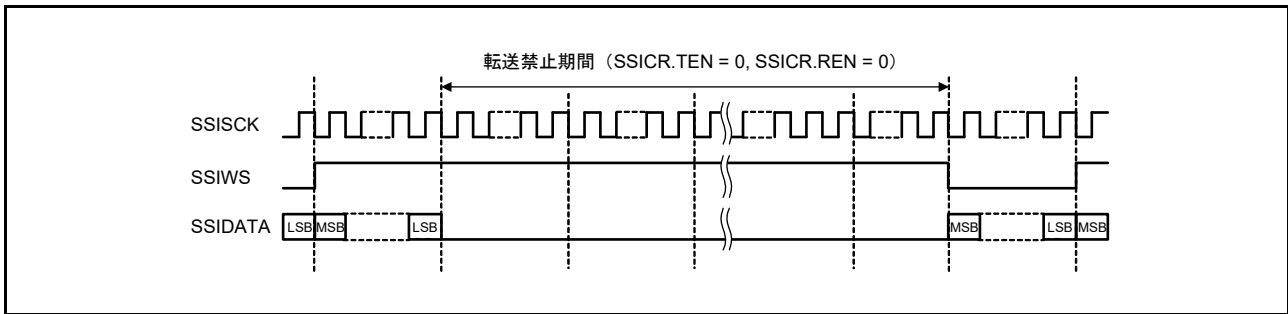 転送禁止期間（SSICR.TEN = 0, SSICR.REN = 0）
SSISCK
SSIWS
SSIDATA LSB MSB LSB MSB LSB MSB